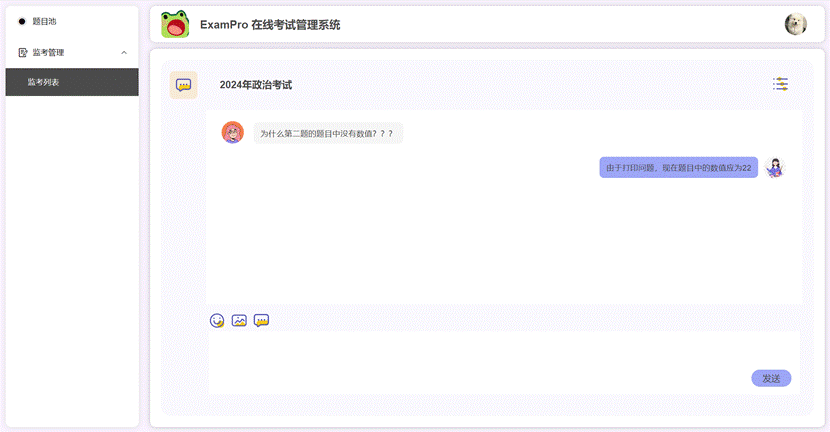 题目池
监考管理
监考列表
ExamPro 在线考试管理系统
2024年政治考试
为什么第二题的题目中没有数值？？？
由于打印问题，现在题目中的数值应为22
发送